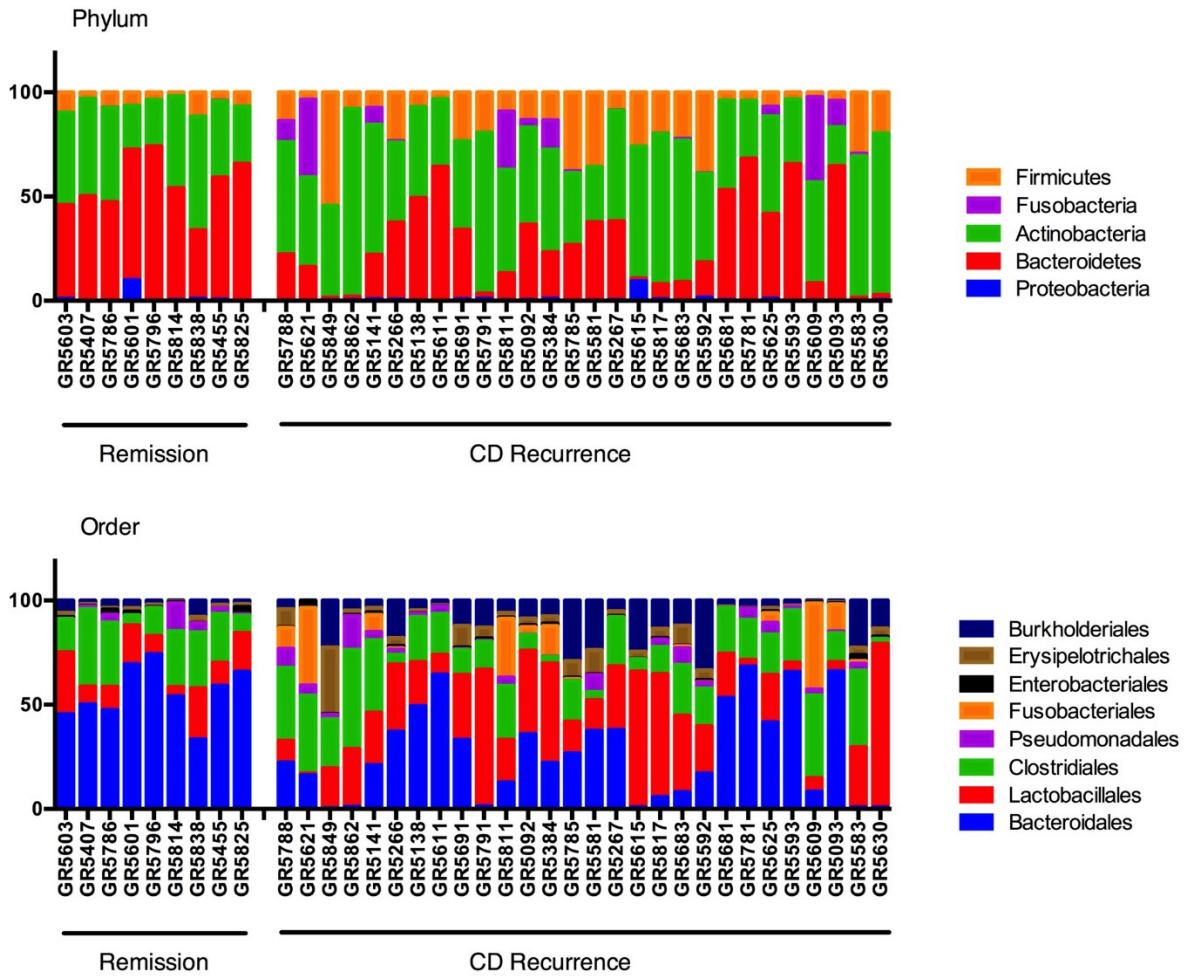 Phylum
100
50
0
Firmicutes
Fusobacteria
Actinobacteria
Bacteroidetes
Proteobacteria
GR5603 GR5407 GR5786 GR5601 GR5796 GR5814 GR5838 GR5455 GR5825 GR5788 GR5621 GR5849 GR5862 GR5141 GR5266 GR5138 GR5611 GR5691 GR5791 GR5811 GR5092 GR5384 GR5785 GR5581 GR5267 GR5615 GR5817 GR5683 GR5592 GR5681 GR5781 GR5625 GR5593 GR5609 GR5093 GR5583 GR5630
Remission CD Recurrence
Order
100
50
0
Burkholderiales
Erysipelotrichales
Enterobacteriales
Fusobacteriales
Pseudomonadales
Clostridiales
Lactobacillales
Bacteroidales
GR5603 GR5407 GR5786 GR5601 GR5796 GR5814 GR5838 GR5455 GR5825 GR5788 GR5621 GR5849 GR5862 GR5141 GR5266 GR5138 GR5611 GR5691 GR5791 GR5811 GR5092 GR5384 GR5785 GR5581 GR5267 GR5615 GR5817 GR5683 GR5592 GR5681 GR5781 GR5625 GR5593 GR5609 GR5093 GR5583 GR5630
Remission CD Recurrence